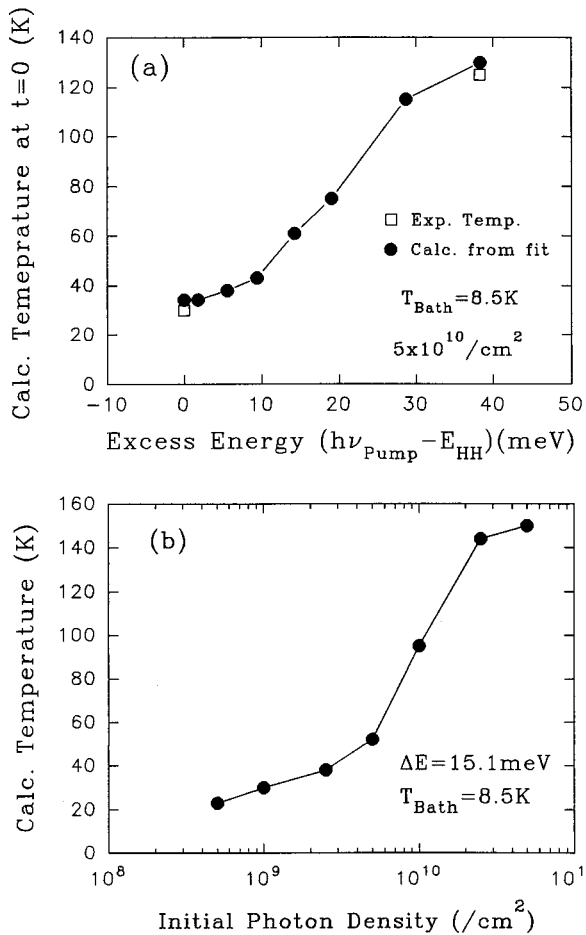 Calc. Temeprature at t=0 (K)
140
120
100
80
60
40
20
0
(a)
□ Exp. Temp.
● Calc. from fit
T_Bath=8.5K
5x10^10/cm^2
-10 0 10 20 30 40 50
Excess Energy (hν_Pump-E_HH)(meV)
Calc. Temperature (K)
160
140
120
100
80
60
40
20
0
(b)
ΔE=15.1meV
T_Bath=8.5K
10^8 10^9 10^10 10^1
Initial Photon Density (/cm^2)